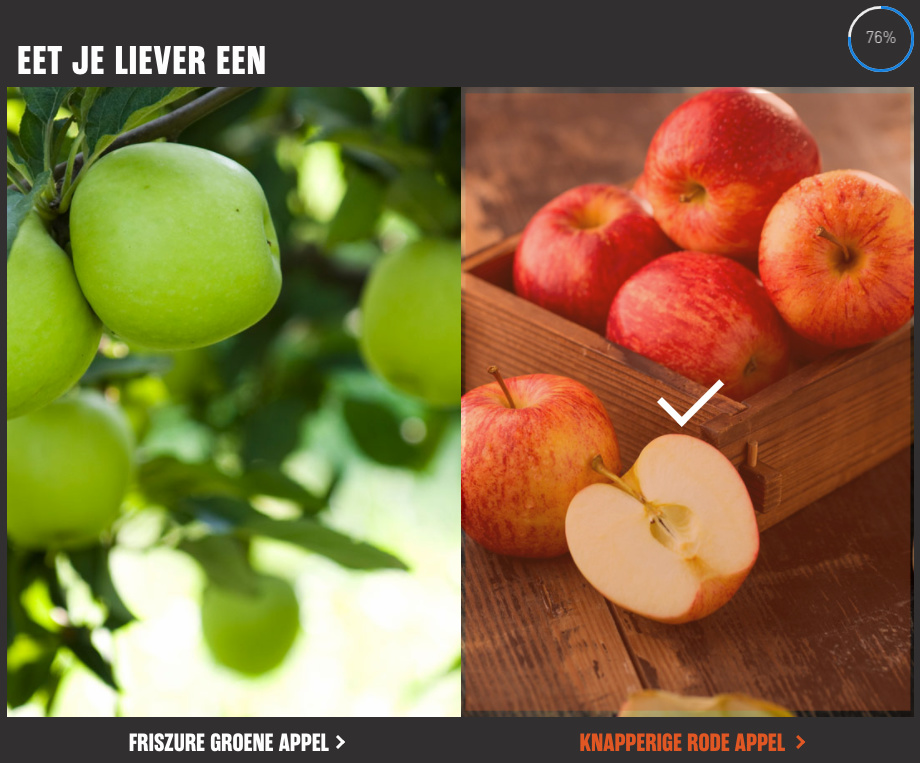 76%
EET JE LIEVER EEN
FRISZURE GROENE APPEL >
KNAPPERIGE RODE APPEL >